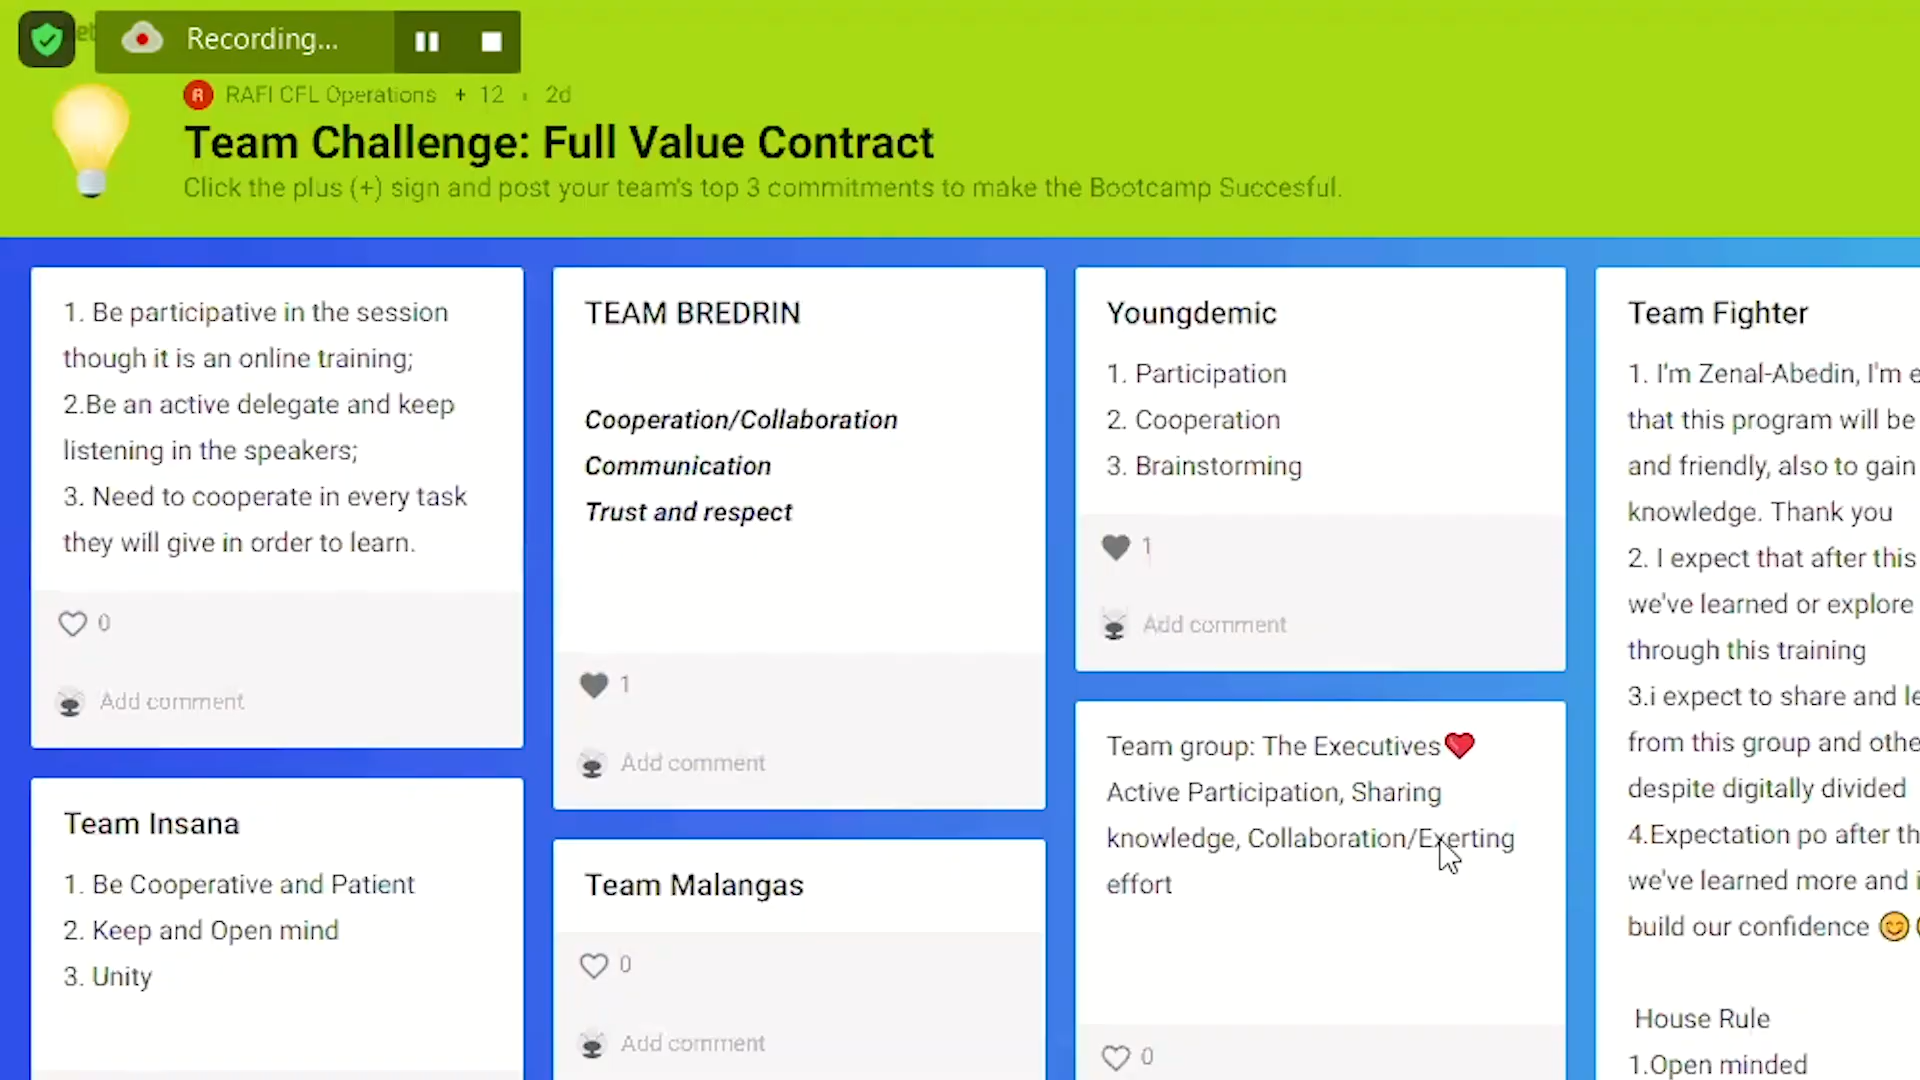 Recording...
RAFI CFL Operations + 12 · 2d
Team Challenge: Full Value Contract
Click the plus (+) sign and post your team's top 3 commitments to make the Bootcamp Succesful.
1. Be participative in the session
though it is an online training;
2.Be an active delegate and keep
listening in the speakers;
3. Need to cooperate in every task
they will give in order to learn.
0
Add comment
Team Insana
1. Be Cooperative and Patient
2. Keep and Open mind
3. Unity
TEAM BREDRIN
Cooperation/Collaboration
Communication
Trust and respect
1
Add comment
Team Malangas
0
Add comment
Youngdemic
1. Participation
2. Cooperation
3. Brainstorming
1
Add comment
Team group: The Executives❤️
Active Participation, Sharing
knowledge, Collaboration/Exerting
effort
0
Team Fighter
1. I'm Zenal-Abedin, I'm
that this program will be
and friendly, also to gain
knowledge. Thank you
2. I expect that after this
we've learned or explore
through this training
3.i expect to share and
from this group and
despite digitally divided
4.Expectation po after
we've learned more and
build our confidence 😊
House Rule
1.Open minded